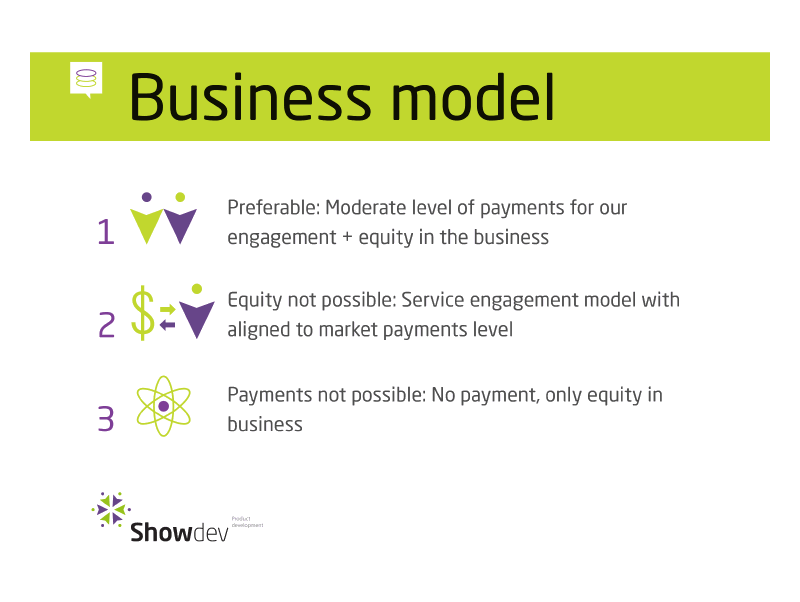 Business model
1
Preferable: Moderate level of payments for our
engagement + equity in the business
2
$
Equity not possible: Service engagement model with
aligned to market payments level
3
Payments not possible: No payment, only equity in
business
Showdev
Product
development